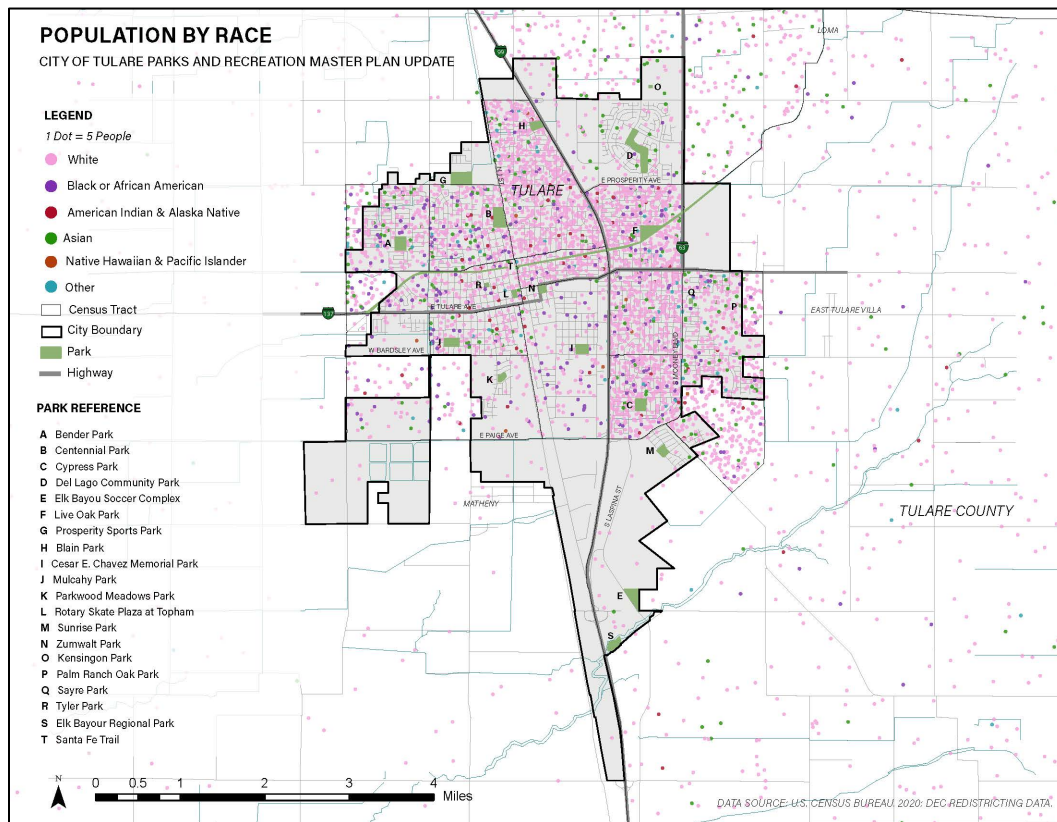 POPULATION BY RACE
CITY OF TULARE PARKS AND RECREATION MASTER PLAN UPDATE
LEGEND
1 Dot = 5 People
White
Black or African American
American Indian & Alaska Native
Asian
Native Hawaiian & Pacific Islander
Other
Census Tract
City Boundary
Park
Highway
PARK REFERENCE
A Bender Park
B Centennial Park
C Cypress Park
D Del Lago Community Park
E Elk Bayou Soccer Complex
F Live Oak Park
G Prosperity Sports Park
H Blain Park
I Cesar E. Chavez Memorial Park
J Mulcahy Park
K Parkwood Meadows Park
L Rotary Skate Plaza at Topham
M Sunrise Park
N Zumwalt Park
O Kensingon Park
P Palm Ranch Oak Park
Q Sayre Park
R Tyler Park
S Elk Bayour Regional Park
T Santa Fe Trail
N
0 0.5 1 2 3 4
Miles
99
LOMA
O
H
D
E PROSPERITY AVE
G
N J ST
TULARE
B
F
A
63
T
R
L
N
Q
P
E TULARE AVE
137
EAST TULARE VILLA
J
I
W BARDSLEY AVE
S MOONEY BLVD
K
C
E PAIGE AVE
M
MATHENY
S LASPINA ST
TULARE COUNTY
E
S
DATA SOURCE: U.S. CENSUS BUREAU. 2020: DEC REDISTRICTING DATA.